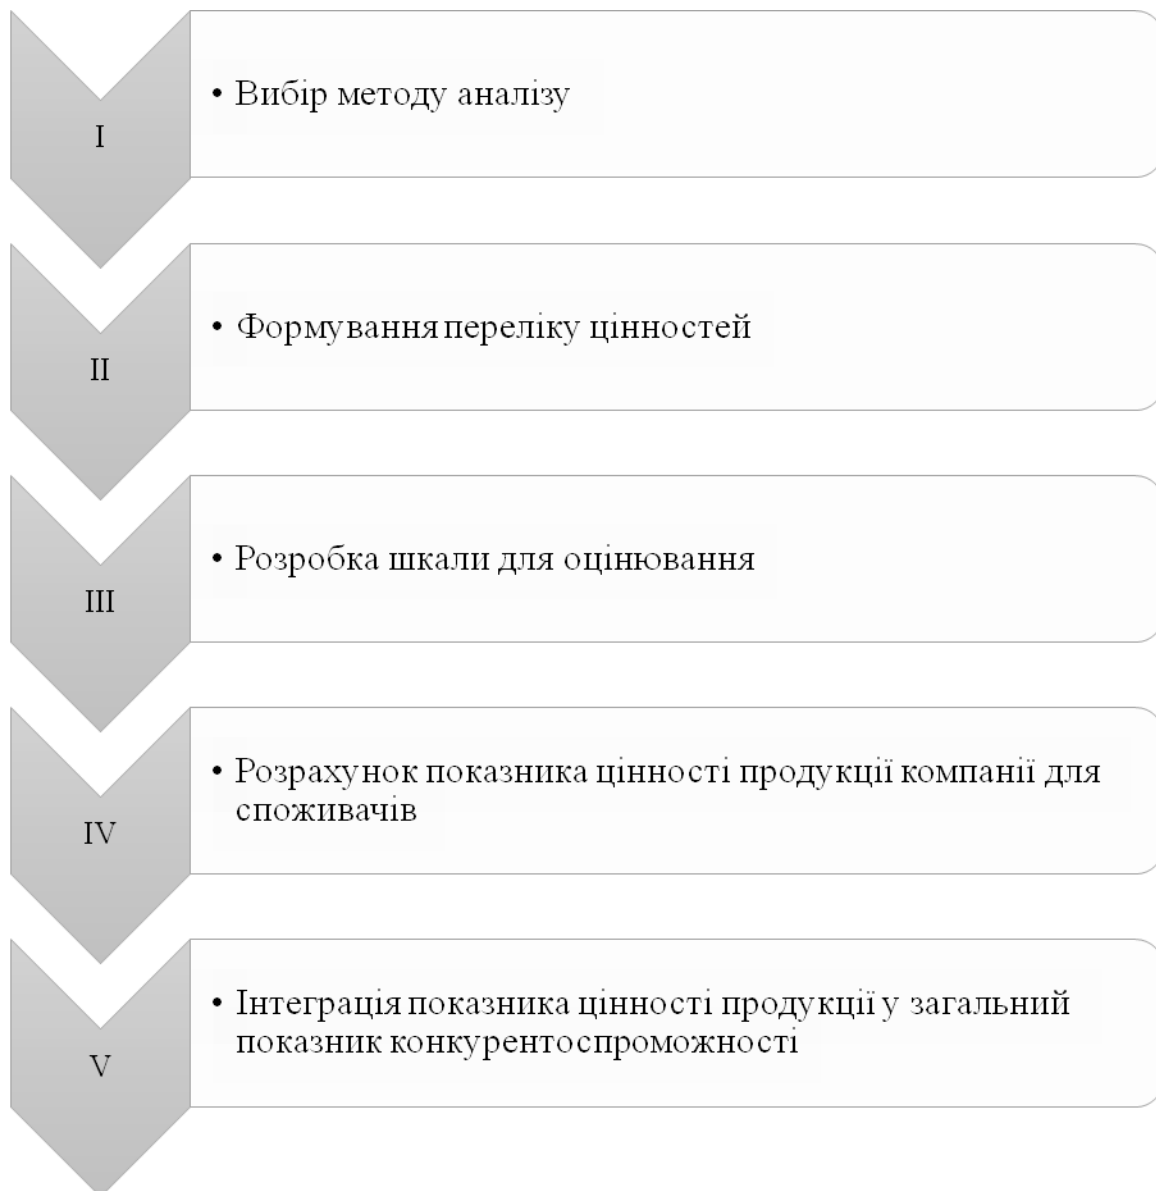 I
• Вибір методу аналізу
II
• Формування переліку цінностей
III
• Розробка шкали для оцінювання
IV
• Розрахунок показника цінності продукції компанії для
споживачів
V
• Інтеграція показника цінності продукції у загальний
показник конкурентоспроможності